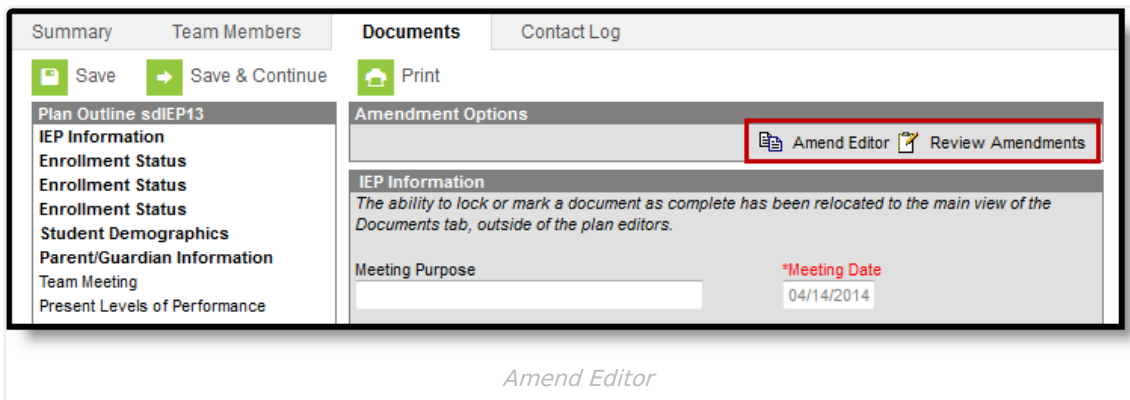 Summary Team Members Documents Contact Log
Save Save & Continue Print
Plan Outline sdIEP13
IEP Information
Enrollment Status
Enrollment Status
Enrollment Status
Student Demographics
Parent/Guardian Information
Team Meeting
Present Levels of Performance
Amendment Options
Amend Editor Review Amendments
IEP Information
The ability to lock or mark a document as complete has been relocated to the main view of the
Documents tab, outside of the plan editors.
Meeting Purpose *Meeting Date
04/14/2014
Amend Editor